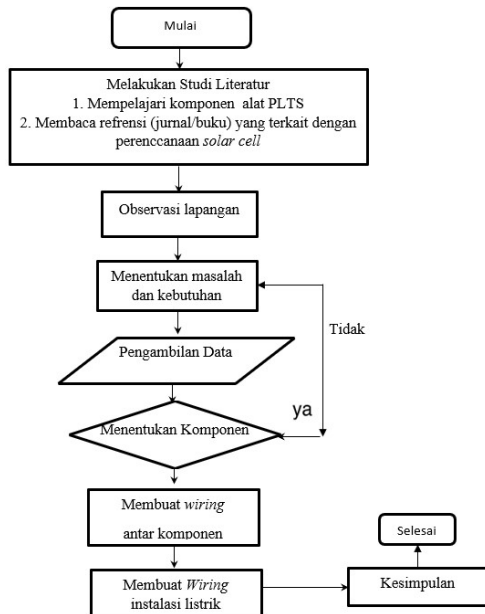 Mulai
Melakukan Studi Literatur
1. Mempelajari komponen alat PLTS
2. Membaca refrensi (jurnal/buku) yang terkait dengan
perenccanaan solar cell
Observasi lapangan
Menentukan masalah
dan kebutuhan
Tidak
Pengambilan Data
ya
Menentukan Komponen
Membuat wiring
antar komponen
Membuat Wiring
instalasi listrik
Kesimpulan
Selesai